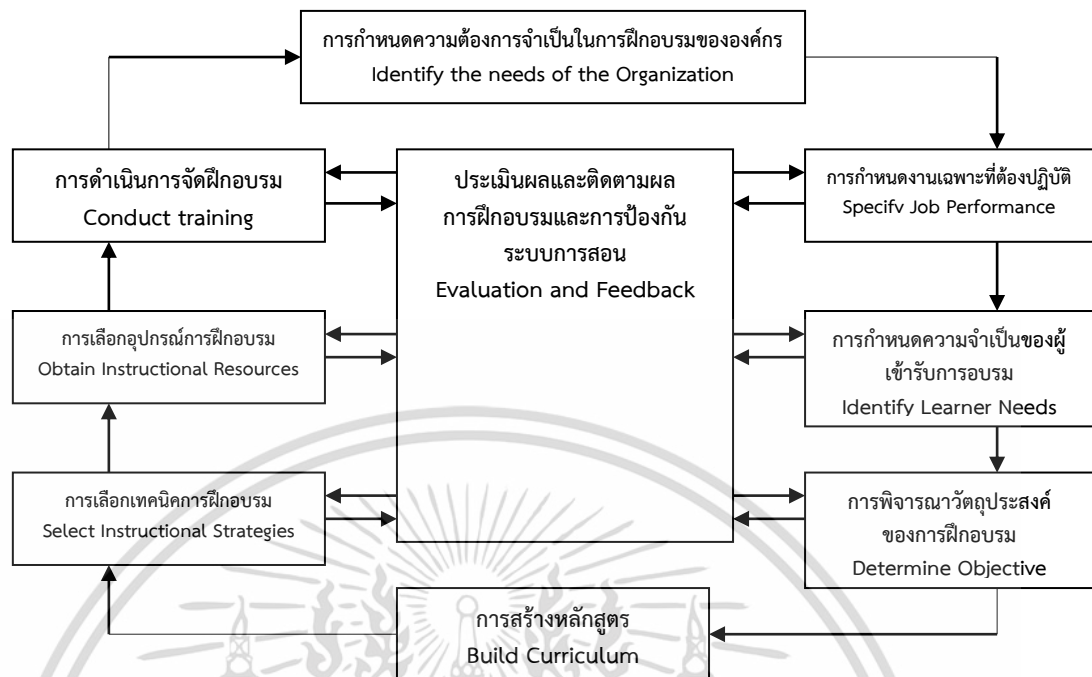 การกำหนดความต้องการจำเป็นในการฝึกอบรมขององค์กร
Identify the needs of the Organization
การดำเนินการจัดฝึกอบรม
Conduct training
ประเมินผลและติดตามผล
การฝึกอบรมและการป้องกัน
ระบบการสอน
Evaluation and Feedback
การกำหนดงานเฉพาะที่ต้องปฏิบัติ
Specify Job Performance
การเลือกอุปกรณ์การฝึกอบรม
Obtain Instructional Resources
การกำหนดความจำเป็นของผู้
เข้ารับการอบรม
Identify Learner Needs
การเลือกเทคนิคการฝึกอบรม
Select Instructional Strategies
การพิจารณาวัตถุประสงค์
ของการฝึกอบรม
Determine Objective
การสร้างหลักสูตร
Build Curriculum